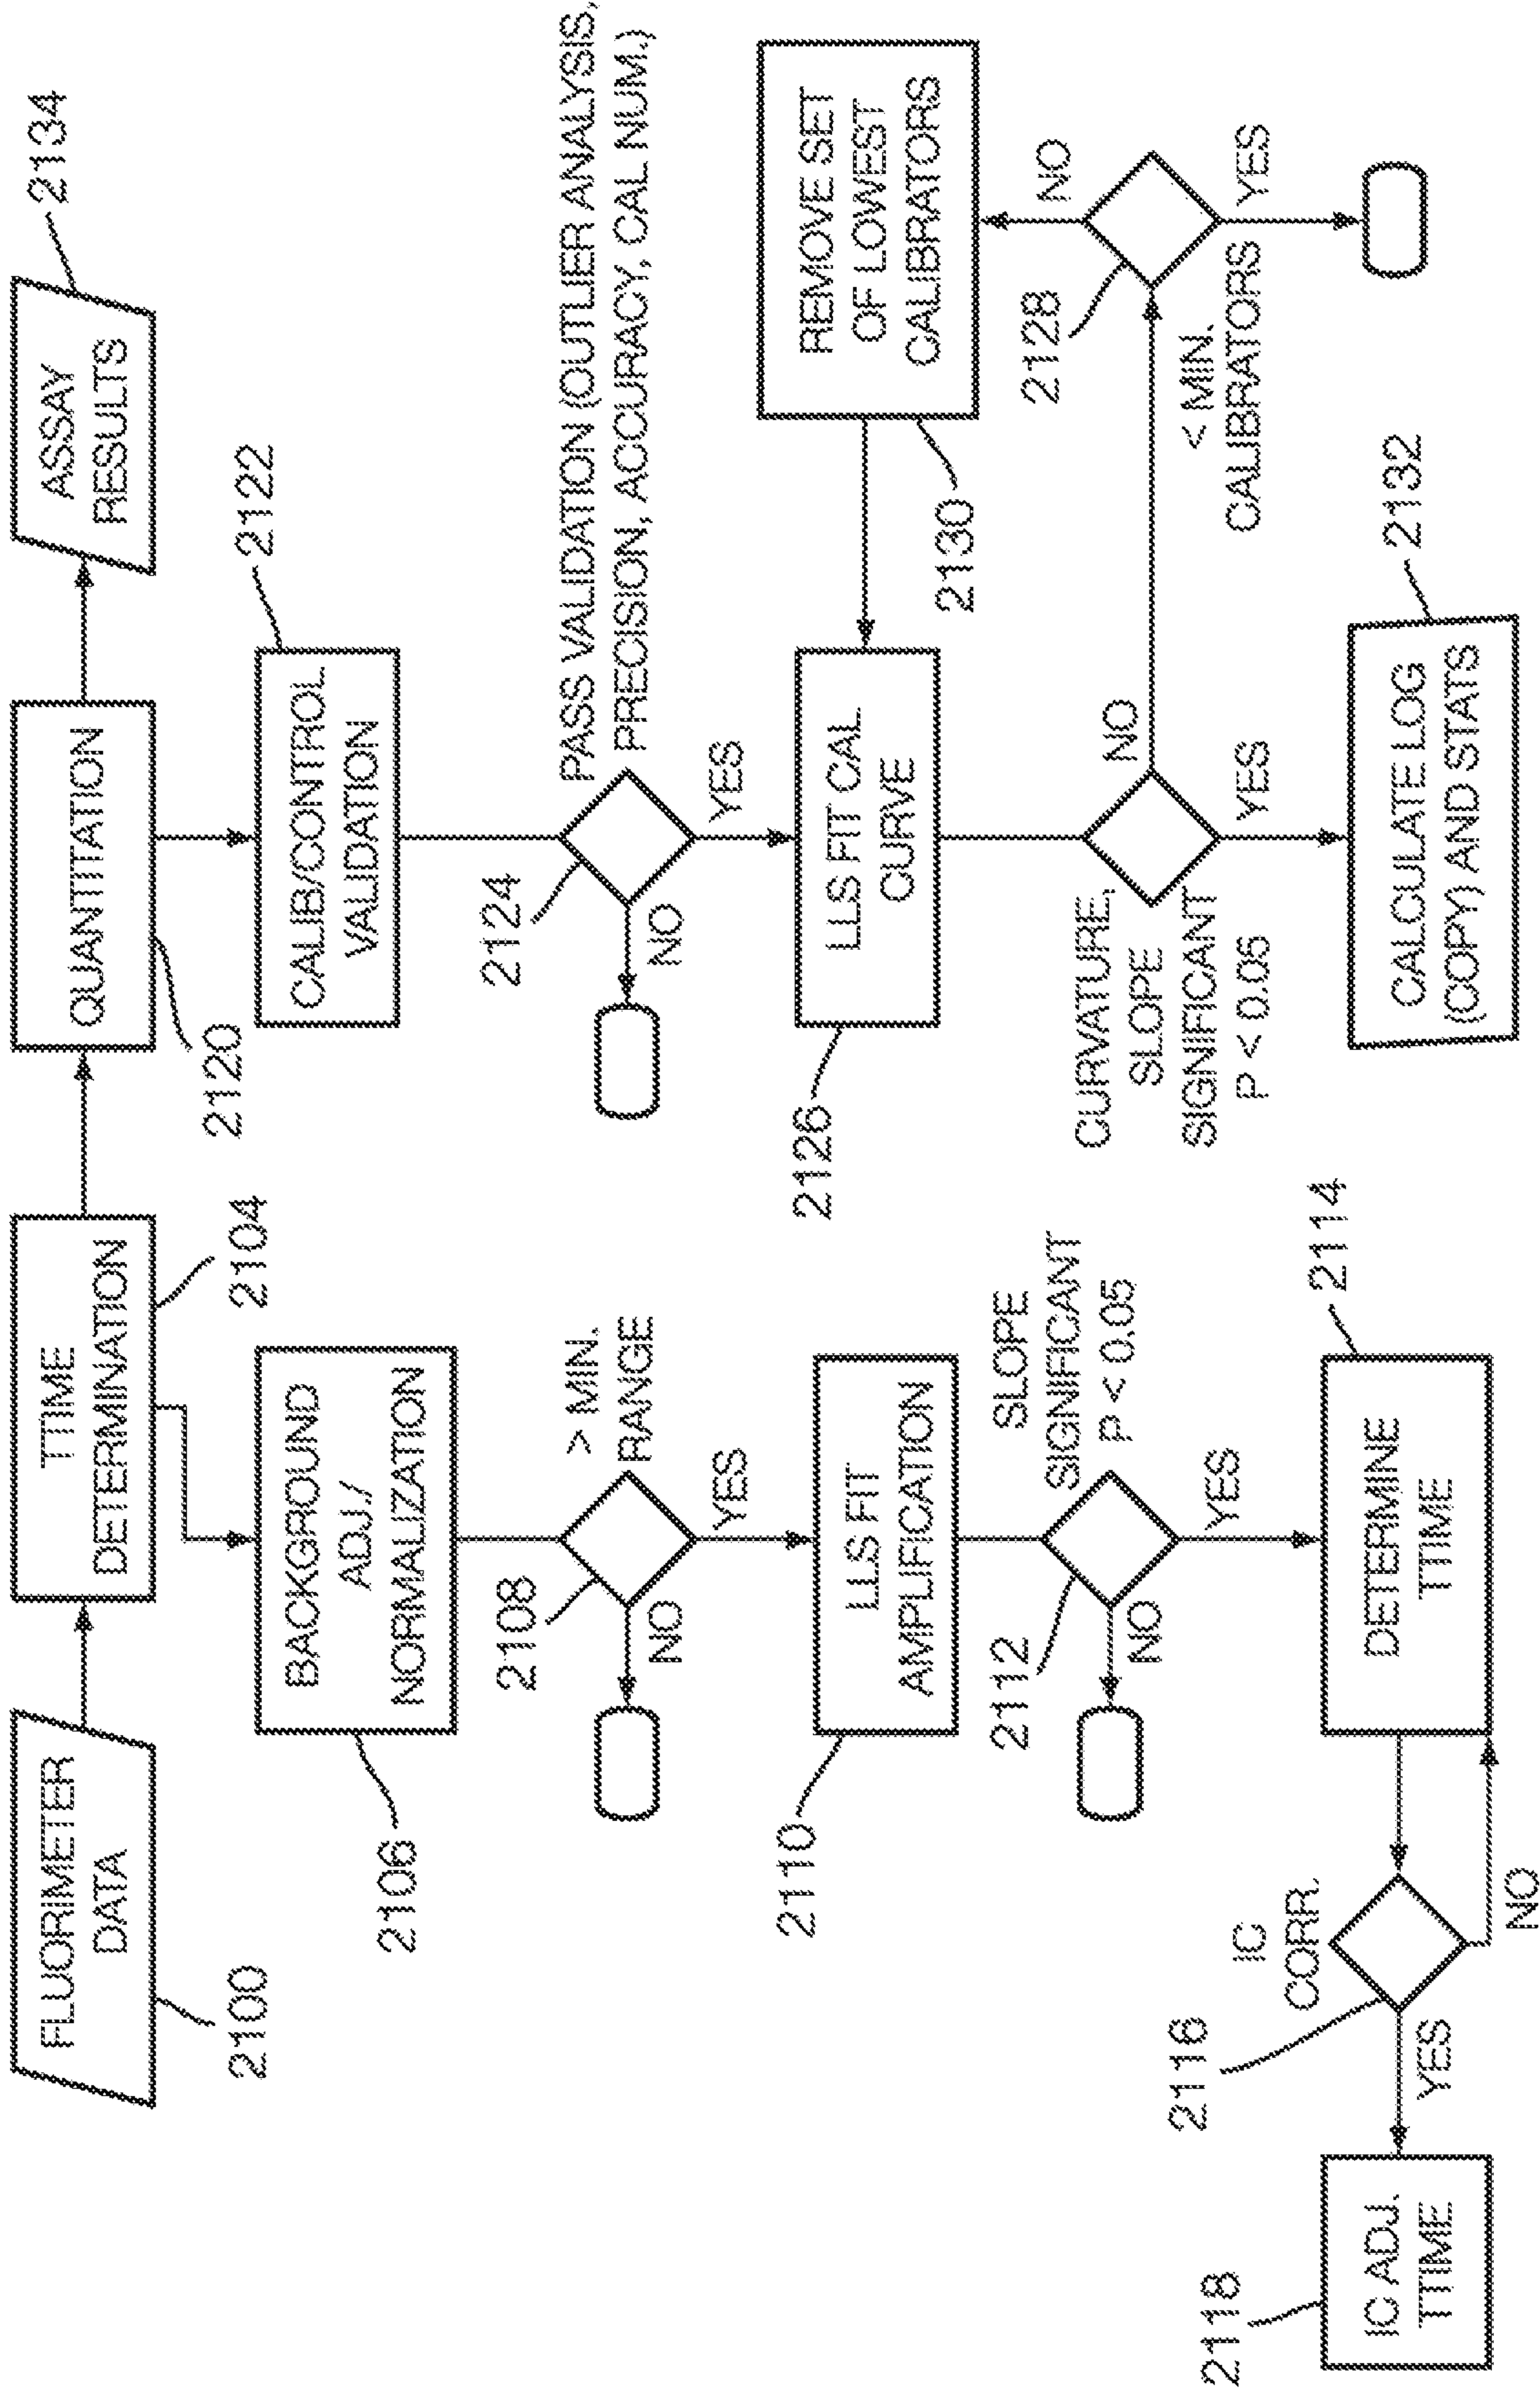 FLUORIMETER
DATA
2100
TTIME
DETERMINATION
2104
QUANTITATION
2120
ASSAY
RESULTS
2134
BACKGROUND
ADJ./
NORMALIZATION
2106
> MIN.
RANGE
2108
NO
YES
LLS FIT
AMPLIFICATION
2110
SLOPE
SIGNIFICANT
P < 0.05
2112
NO
YES
DETERMINE
TTIME
2114
IC
CORR.
2116
YES
NO
IC ADJ.
TTIME
2118
CALIB/CONTROL
VALIDATION
2122
PASS VALIDATION (OUTLIER ANALYSIS,
PRECISION, ACCURACY, CAL NUM.)
2124
NO
YES
LLS FIT CAL
CURVE
2126
CURVATURE,
SLOPE
SIGNIFICANT
P < 0.05
NO
YES
CALCULATE LOG
(COPY) AND STATS
2132
REMOVE SET
OF LOWEST
CALIBRATORS
2130
2128
NO
< MIN.
CALIBRATORS
YES